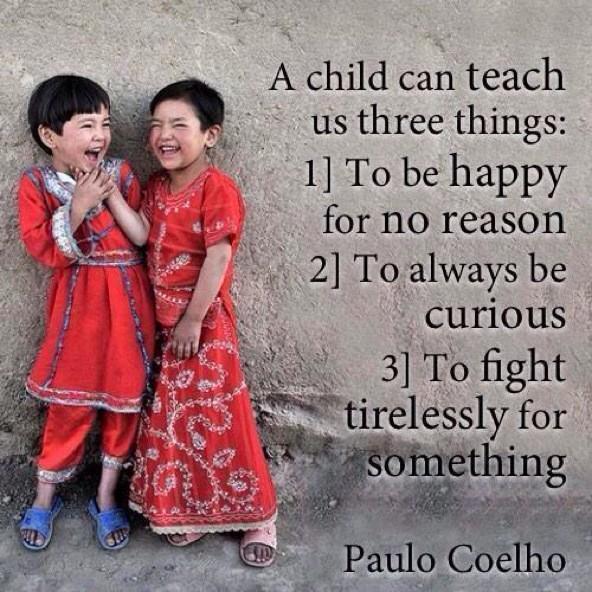 A child can teach
us three things:
1] To be happy
for no reason
2] To always be
curious
3] To fight
tirelessly for
something
Paulo Coelho